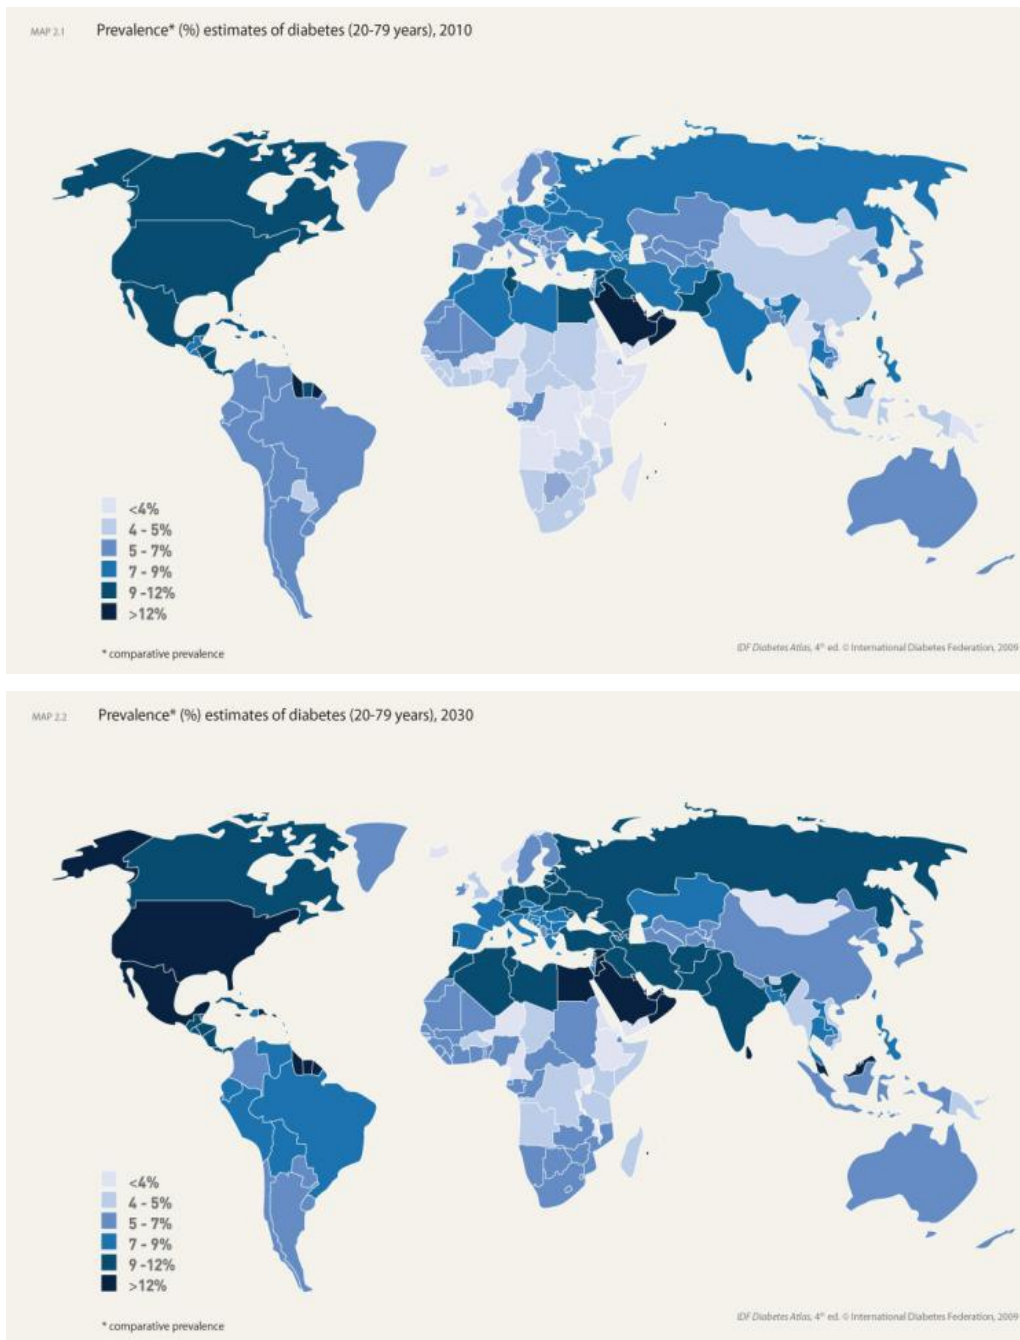 MAP 2.1 Prevalence* (%) estimates of diabetes (20-79 years), 2010
<4%
4 - 5%
5 - 7%
7 - 9%
9 -12%
>12%
* comparative prevalence
IDF Diabetes Atlas, 4th ed. © International Diabetes Federation, 2009
MAP 2.2 Prevalence* (%) estimates of diabetes (20-79 years), 2030
<4%
4 - 5%
5 - 7%
7 - 9%
9 -12%
>12%
* comparative prevalence
IDF Diabetes Atlas, 4th ed. © International Diabetes Federation, 2009